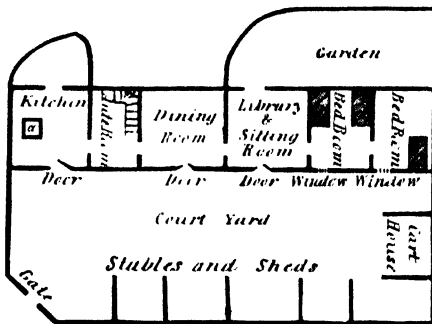 Garden
Kitchin
a
Dining
Room
Library
&
Sitting
Room
Bed Room
Bed Room
Door
Door
Door
Window
Window
Court Yard
Cart
House
Stables and Sheds
Gate